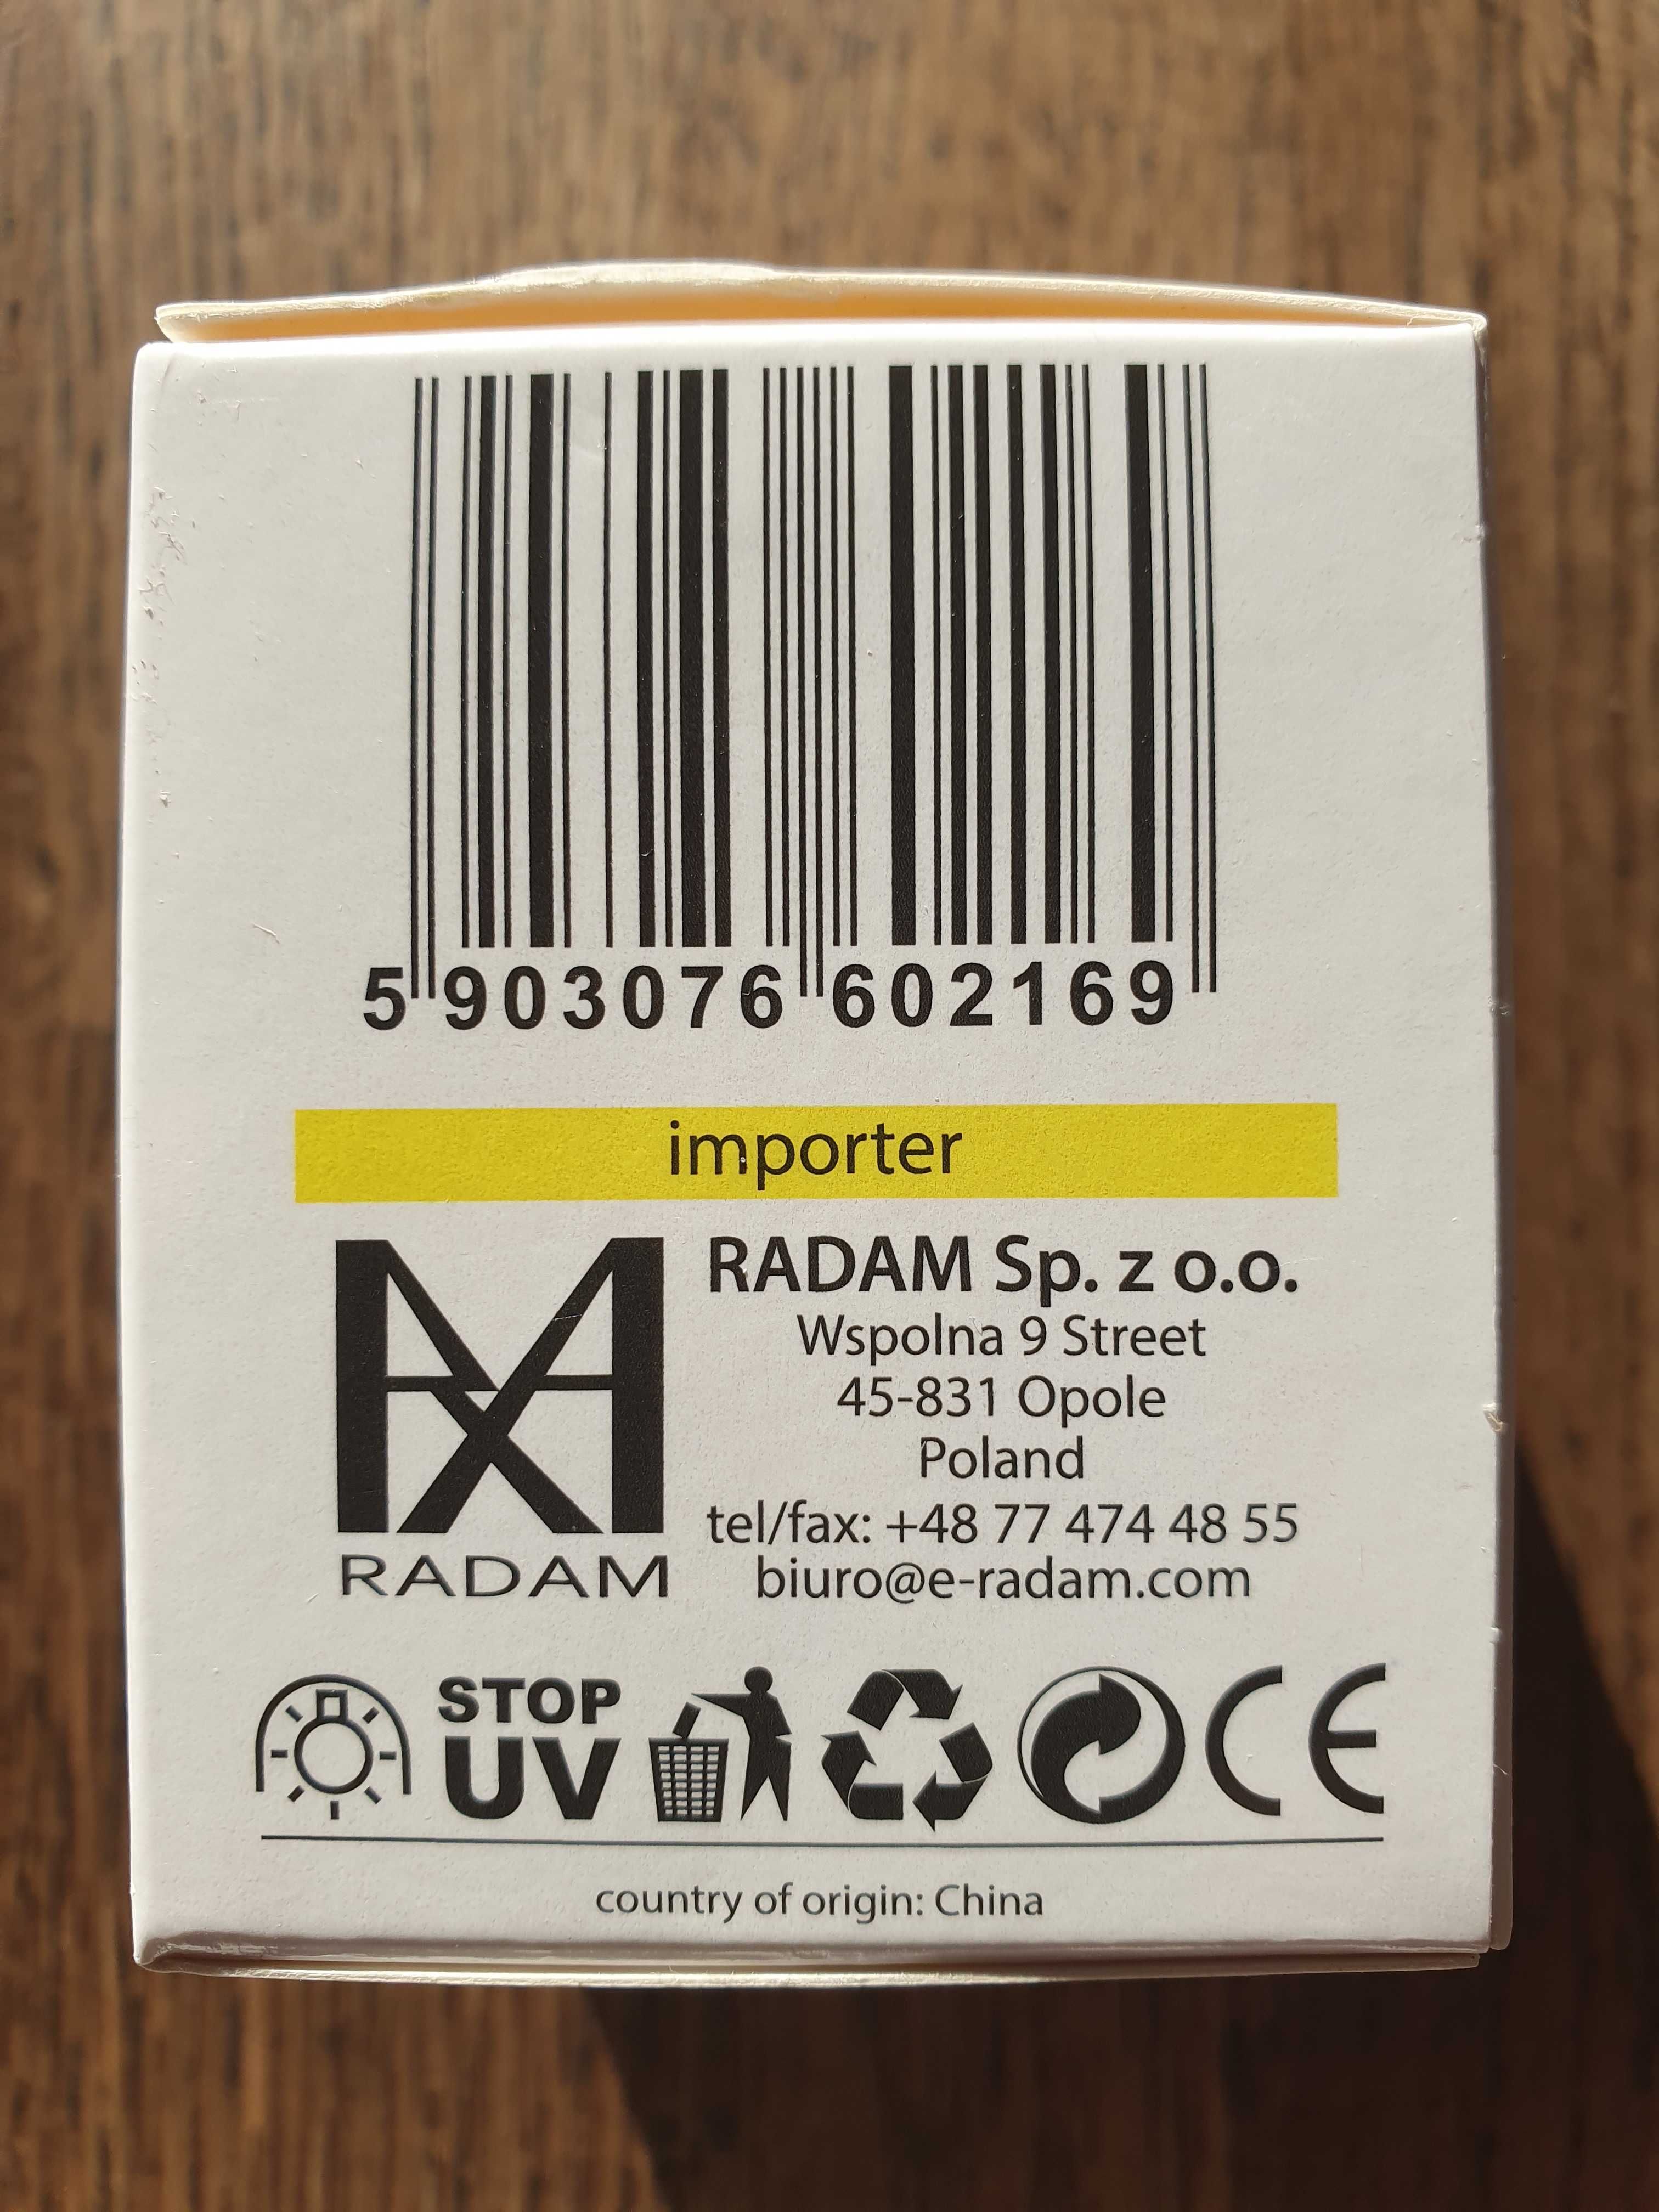 5 903076 602169
importer
RADAM Sp. z o.o.
Wspolna 9 Street
45-831 Opole
Poland
tel/fax: +48 77 474 48 55
biuro@e-radam.com
RADAM
STOP
UV
CE
country of origin: China